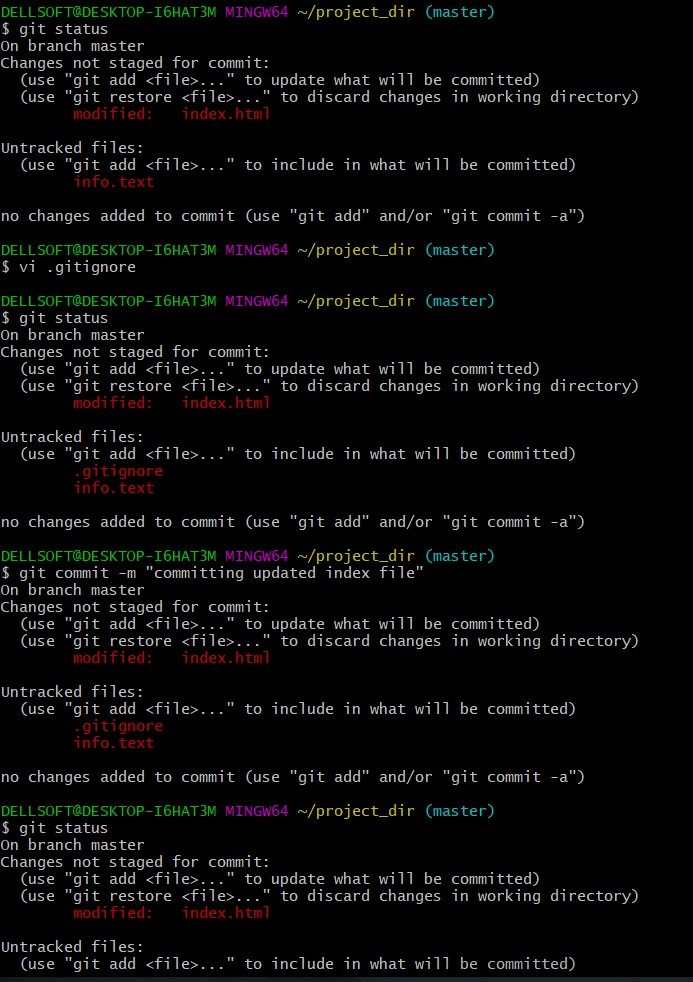 DELLSOFT@DESKTOP-I6HAT3M MINGW64 ~/project_dir (master)
$ git status
On branch master
Changes not staged for commit:
  (use "git add <file>..." to update what will be committed)
  (use "git restore <file>..." to discard changes in working directory)
        modified:   index.html

Untracked files:
  (use "git add <file>..." to include in what will be committed)
        info.text

no changes added to commit (use "git add" and/or "git commit -a")

DELLSOFT@DESKTOP-I6HAT3M MINGW64 ~/project_dir (master)
$ vi .gitignore

DELLSOFT@DESKTOP-I6HAT3M MINGW64 ~/project_dir (master)
$ git status
On branch master
Changes not staged for commit:
  (use "git add <file>..." to update what will be committed)
  (use "git restore <file>..." to discard changes in working directory)
        modified:   index.html

Untracked files:
  (use "git add <file>..." to include in what will be committed)
        .gitignore
        info.text

no changes added to commit (use "git add" and/or "git commit -a")

DELLSOFT@DESKTOP-I6HAT3M MINGW64 ~/project_dir (master)
$ git commit -m "committing updated index file"
On branch master
Changes not staged for commit:
  (use "git add <file>..." to update what will be committed)
  (use "git restore <file>..." to discard changes in working directory)
        modified:   index.html

Untracked files:
  (use "git add <file>..." to include in what will be committed)
        .gitignore
        info.text

no changes added to commit (use "git add" and/or "git commit -a")

DELLSOFT@DESKTOP-I6HAT3M MINGW64 ~/project_dir (master)
$ git status
On branch master
Changes not staged for commit:
  (use "git add <file>..." to update what will be committed)
  (use "git restore <file>..." to discard changes in working directory)
        modified:   index.html

Untracked files:
  (use "git add <file>..." to include in what will be committed)